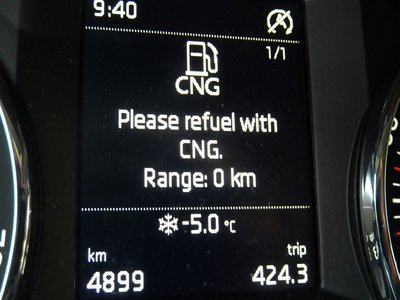 9:40
1/1
CNG
Please refuel with
CNG.
Range: 0 km
-5.0 °C
km trip
4899 424.3